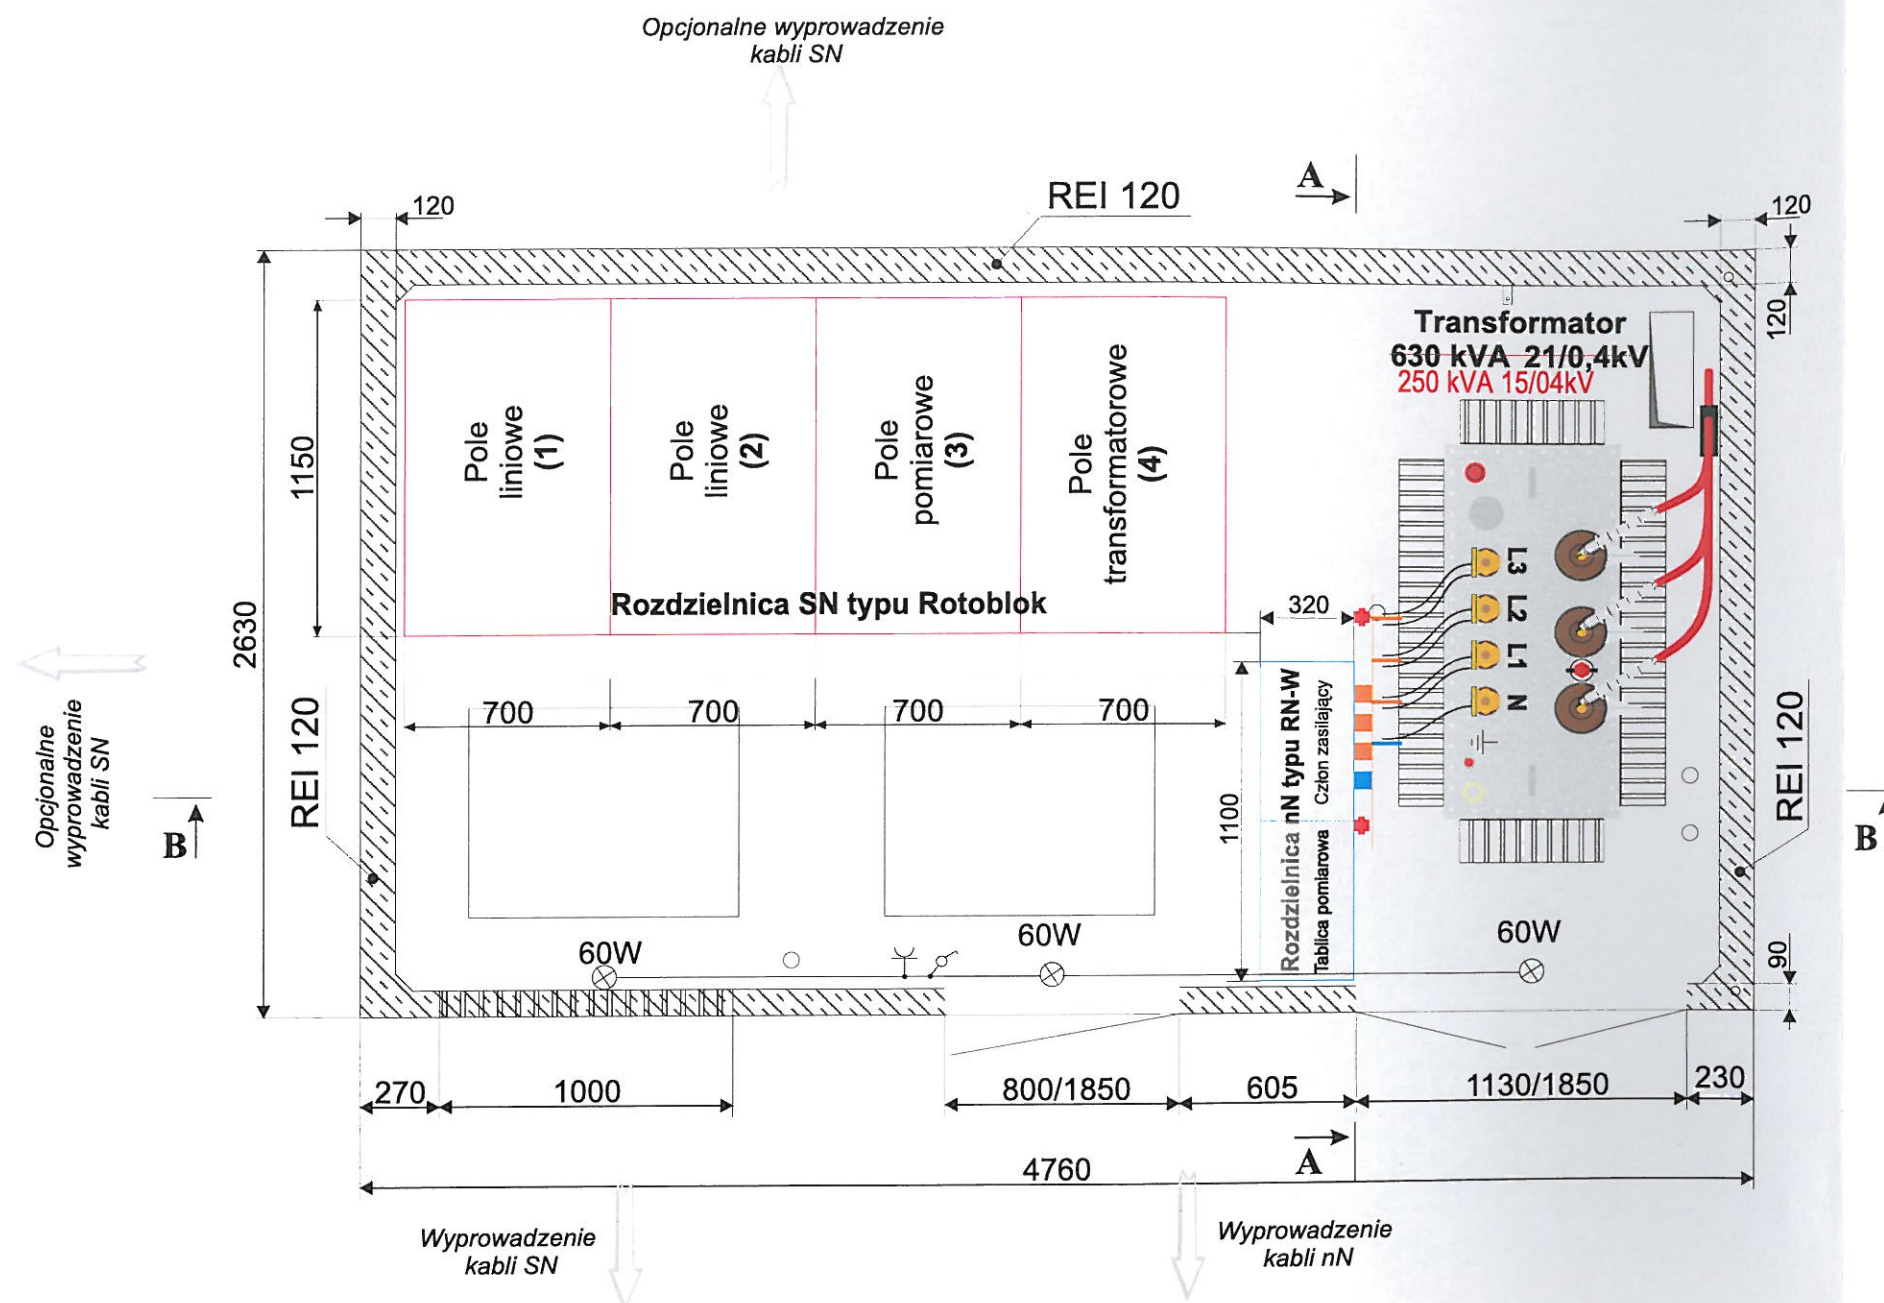 Opcjonalne wyprowadzenie
kabli SN
A
REI 120
120
120
120
Transformator
630 kVA 21/0,4kV
250 kVA 15/04kV
Pole
liniowe
(1)
Pole
liniowe
(2)
Pole
pomiarowe
(3)
Pole
transformatorowe
(4)
1150
2630
Rozdzielnica SN typu Rotoblok
320
L3
L2
L1
N
700
700
700
700
Opcjonalne
wyprowadzenie
kabli SN
REI 120
REI 120
B
B
1100
Rozdzielnica nN typu RN-W
Tablica pomiarowa Człon zasilający
60W
60W
60W
90
270
1000
800/1850
605
1130/1850
230
A
4760
Wyprowadzenie
kabli SN
Wyprowadzenie
kabli nN